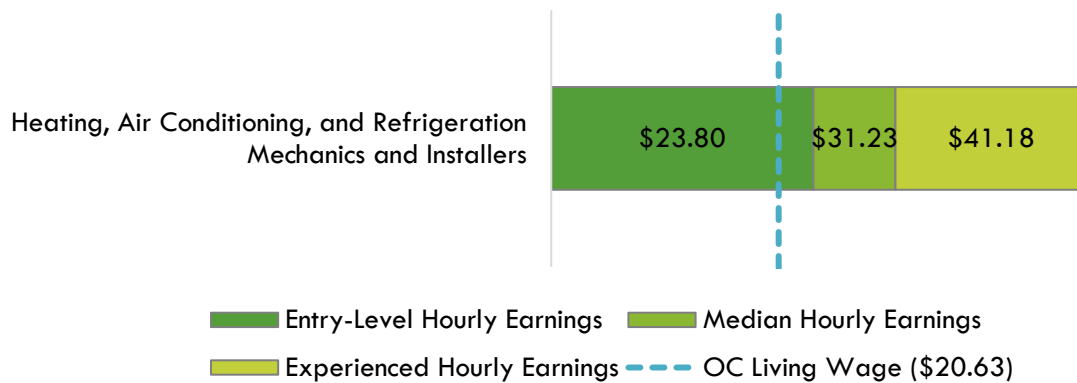 Heating, Air Conditioning, and Refrigeration
Mechanics and Installers
$23.80 $31.23 $41.18
Entry-Level Hourly Earnings Median Hourly Earnings
Experienced Hourly Earnings OC Living Wage ($20.63)